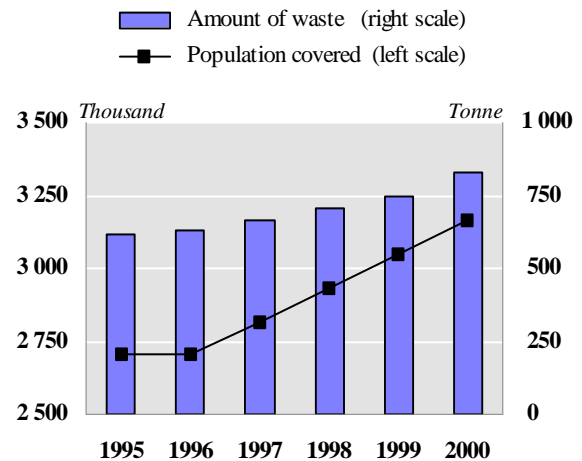 Amount of waste (right scale)
Population covered (left scale)
Thousand Tonne
3 500 1 000
3 250 750
3 000 500
2 750 250
2 500 0
1995 1996 1997 1998 1999 2000